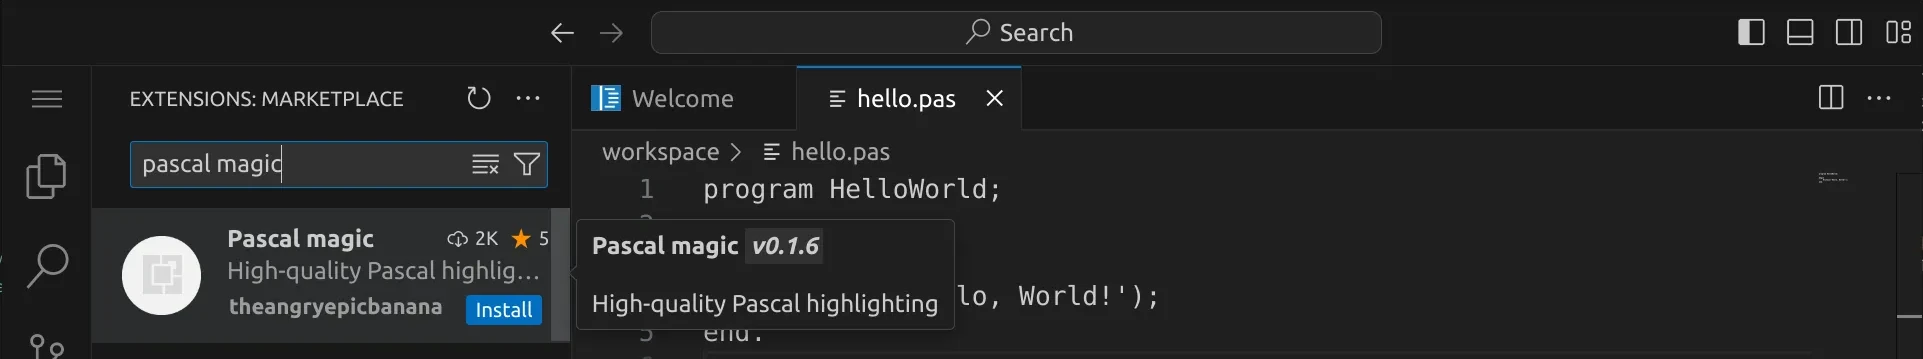 Search
EXTENSIONS: MARKETPLACE
Welcome
hello.pas
pascal magic
workspace > hello.pas
1 program HelloWorld;
Pascal magic 2K ★ 5
High-quality Pascal highlig...
theangryepicbanana Install
Pascal magic v0.1.6
High-quality Pascal highlighting
lo, World!');
5 end.